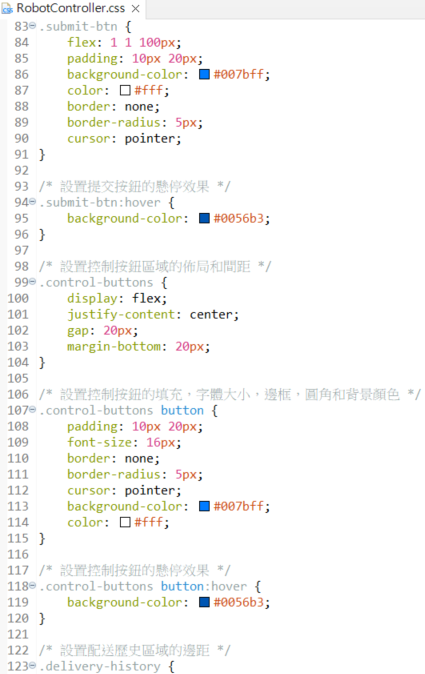 RobotController.css
83 .submit-btn {
84     flex: 1 1 100px;
85     padding: 10px 20px;
86     background-color: #007bff;
87     color: #fff;
88     border: none;
89     border-radius: 5px;
90     cursor: pointer;
91 }
92
93 /* 設置提交按鈕的懸停效果 */
94 .submit-btn:hover {
95     background-color: #0056b3;
96 }
97
98 /* 設置控制按鈕區域的佈局和間距 */
99 .control-buttons {
100     display: flex;
101     justify-content: center;
102     gap: 20px;
103     margin-bottom: 20px;
104 }
105
106 /* 設置控制按鈕的填充，字體大小，邊框，圓角和背景顏色 */
107 .control-buttons button {
108     padding: 10px 20px;
109     font-size: 16px;
110     border: none;
111     border-radius: 5px;
112     cursor: pointer;
113     background-color: #007bff;
114     color: #fff;
115 }
116
117 /* 設置控制按鈕的懸停效果 */
118 .control-buttons button:hover {
119     background-color: #0056b3;
120 }
121
122 /* 設置配送歷史區域的邊距 */
123 .delivery-history {